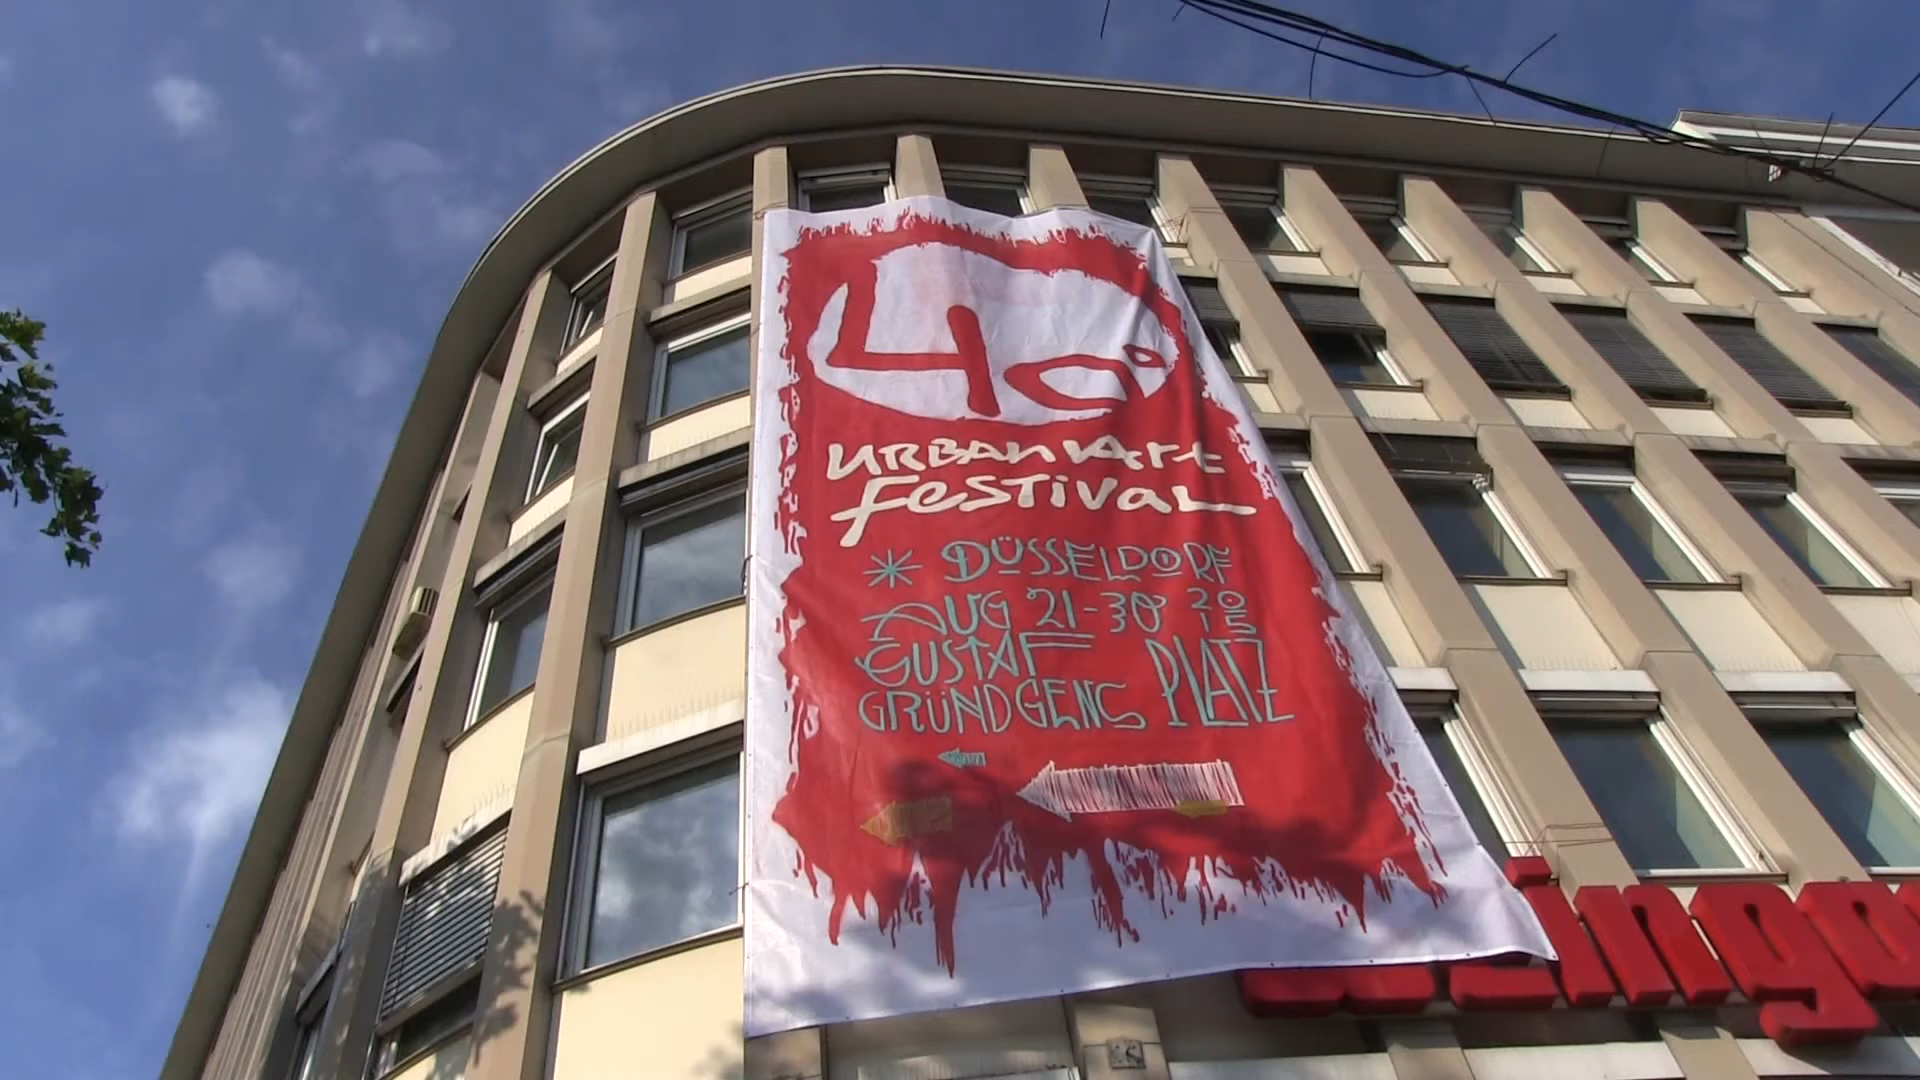 40°
URBAN Art
FESTiVAL
* DÜSSELDORF
AUG 21-30 2015
GUSTAF
GRÜNDGENS PLATZ